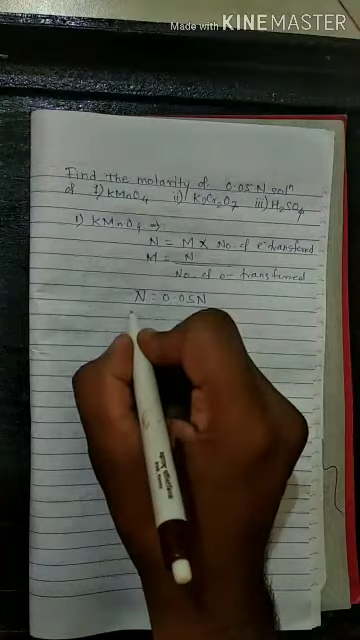 Made with KINEMASTER
Find the molarity of 0.05 N solⁿ
of i) KMnO4 ii) K2Cr2O7 iii) H2SO4
1) KMnO4 ⇒
N = M × No. of e⁻ transferred
M = N
No. of e⁻ transferred
N = 0.05N